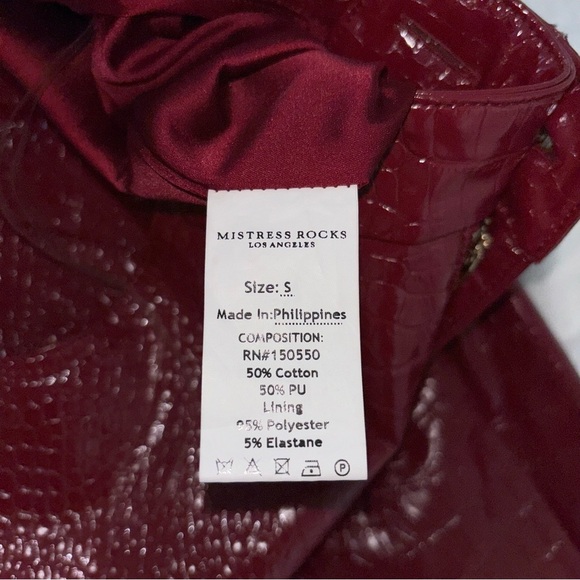 MISTRESS ROCKS
LOS ANGELES
Size: S
Made In:Philippines
COMPOSITION:
RN#150550
50% Cotton
50% PU
Lining
95% Polyester
5% Elastane
P